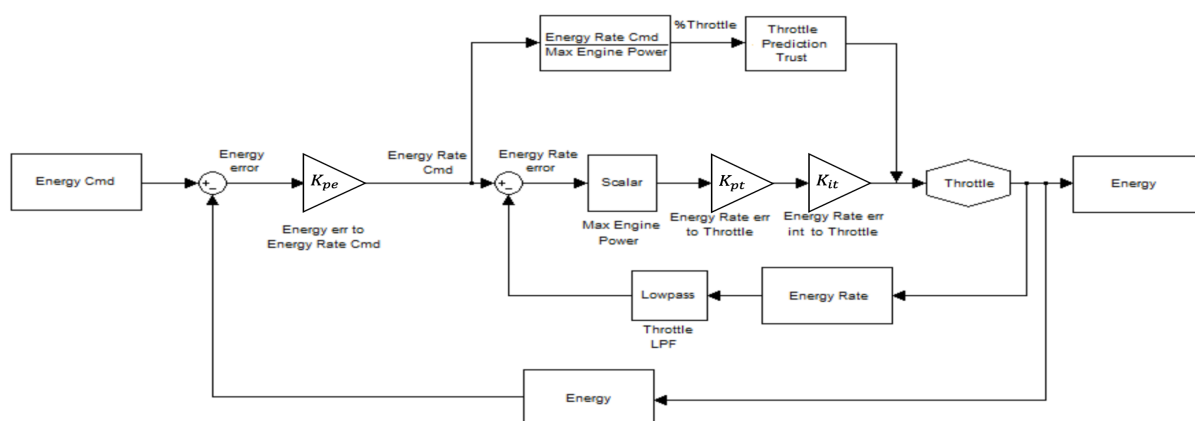 %Throttle
Energy Rate Cmd
Max Engine Power
Throttle
Prediction
Trust
Energy Cmd
+
−
Energy
error
K_pe
Energy err to
Energy Rate Cmd
Energy Rate
Cmd
+
−
Energy Rate
error
Scalar
Max Engine
Power
K_pt
Energy Rate err
to Throttle
K_it
Energy Rate err
int to Throttle
Throttle
Energy
Lowpass
Throttle
LPF
Energy Rate
Energy